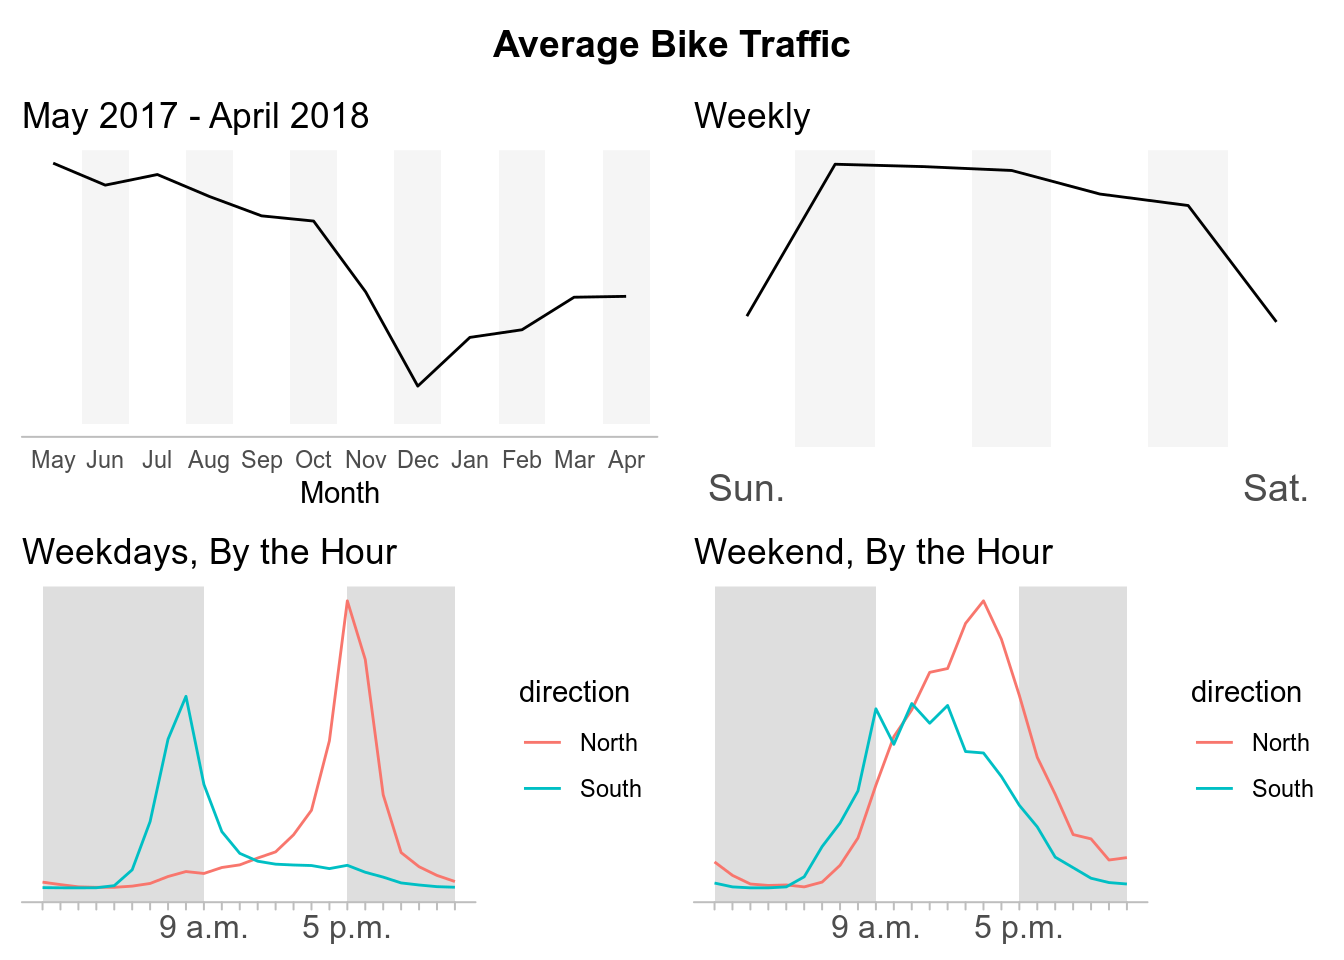 Average Bike Traffic
May 2017 - April 2018
May Jun Jul Aug Sep Oct Nov Dec Jan Feb Mar Apr
Month
Weekly
Sun. Sat.
Weekdays, By the Hour
direction
North
South
9 a.m. 5 p.m.
Weekend, By the Hour
direction
North
South
9 a.m. 5 p.m.